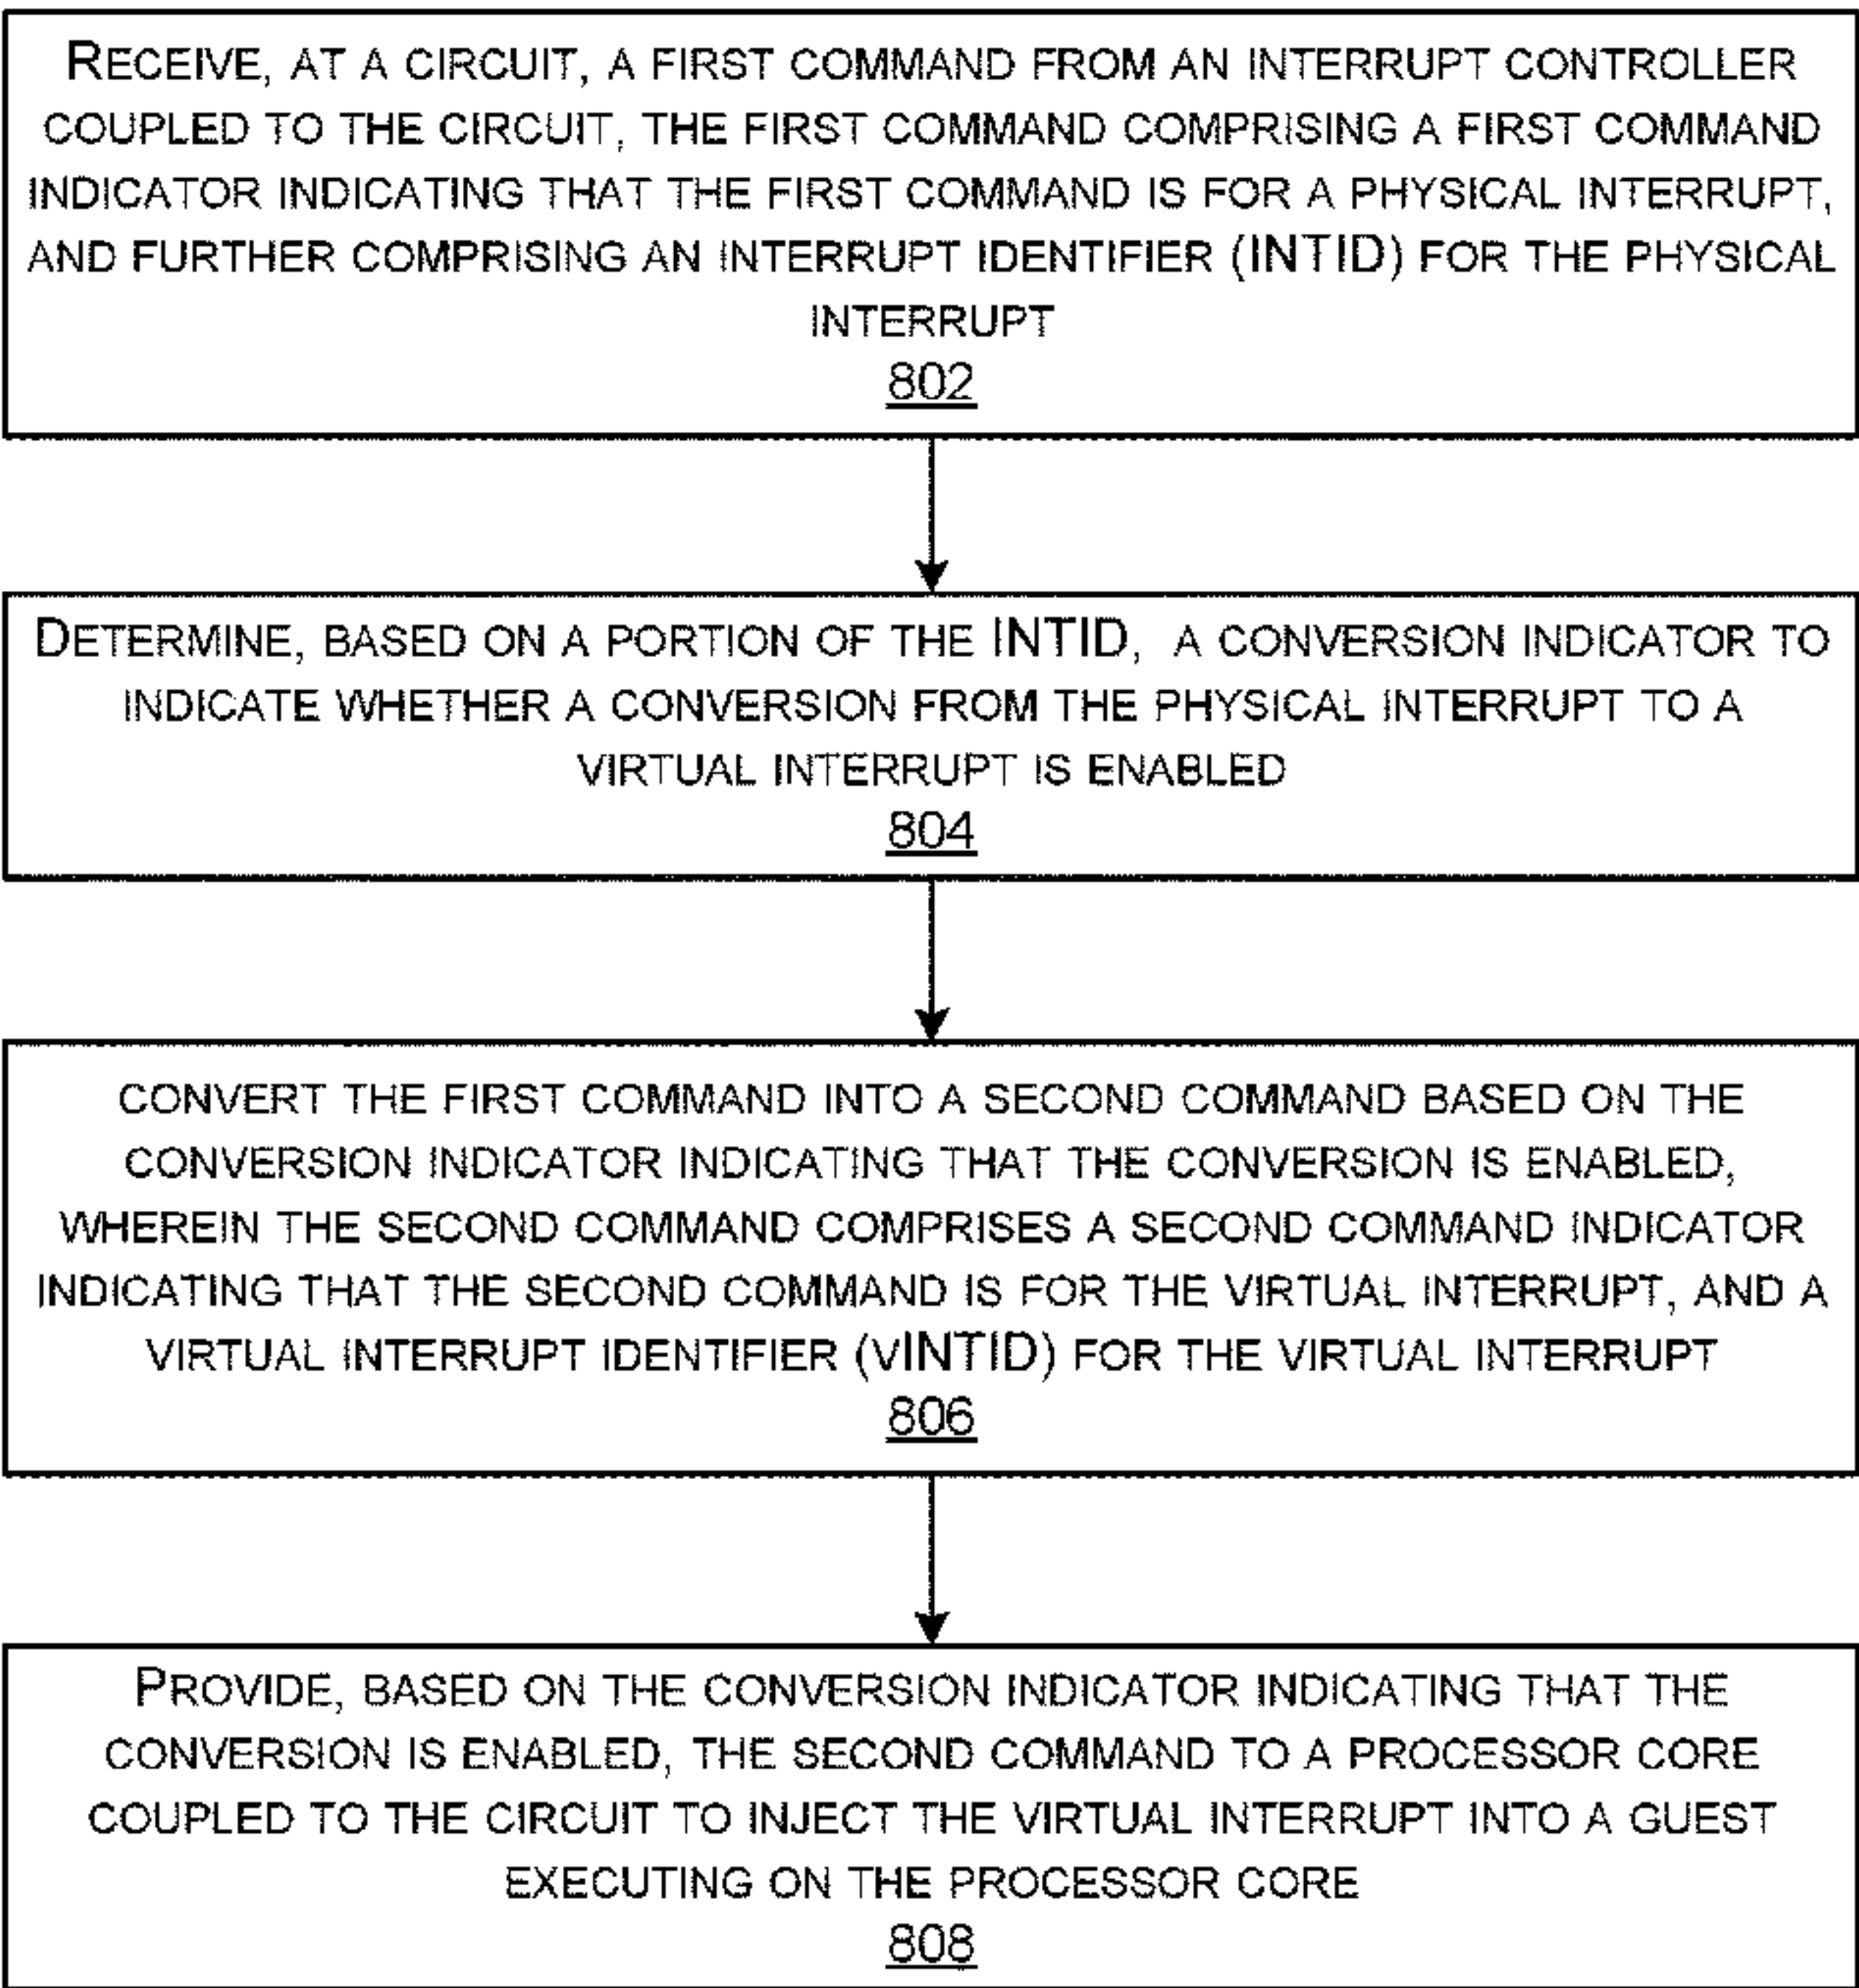 RECEIVE, AT A CIRCUIT, A FIRST COMMAND FROM AN INTERRUPT CONTROLLER
COUPLED TO THE CIRCUIT, THE FIRST COMMAND COMPRISING A FIRST COMMAND
INDICATOR INDICATING THAT THE FIRST COMMAND IS FOR A PHYSICAL INTERRUPT,
AND FURTHER COMPRISING AN INTERRUPT IDENTIFIER (INTID) FOR THE PHYSICAL
INTERRUPT
802
DETERMINE, BASED ON A PORTION OF THE INTID, A CONVERSION INDICATOR TO
INDICATE WHETHER A CONVERSION FROM THE PHYSICAL INTERRUPT TO A
VIRTUAL INTERRUPT IS ENABLED
804
CONVERT THE FIRST COMMAND INTO A SECOND COMMAND BASED ON THE
CONVERSION INDICATOR INDICATING THAT THE CONVERSION IS ENABLED,
WHEREIN THE SECOND COMMAND COMPRISES A SECOND COMMAND INDICATOR
INDICATING THAT THE SECOND COMMAND IS FOR THE VIRTUAL INTERRUPT, AND A
VIRTUAL INTERRUPT IDENTIFIER (VINTID) FOR THE VIRTUAL INTERRUPT
806
PROVIDE, BASED ON THE CONVERSION INDICATOR INDICATING THAT THE
CONVERSION IS ENABLED, THE SECOND COMMAND TO A PROCESSOR CORE
COUPLED TO THE CIRCUIT TO INJECT THE VIRTUAL INTERRUPT INTO A GUEST
EXECUTING ON THE PROCESSOR CORE
808